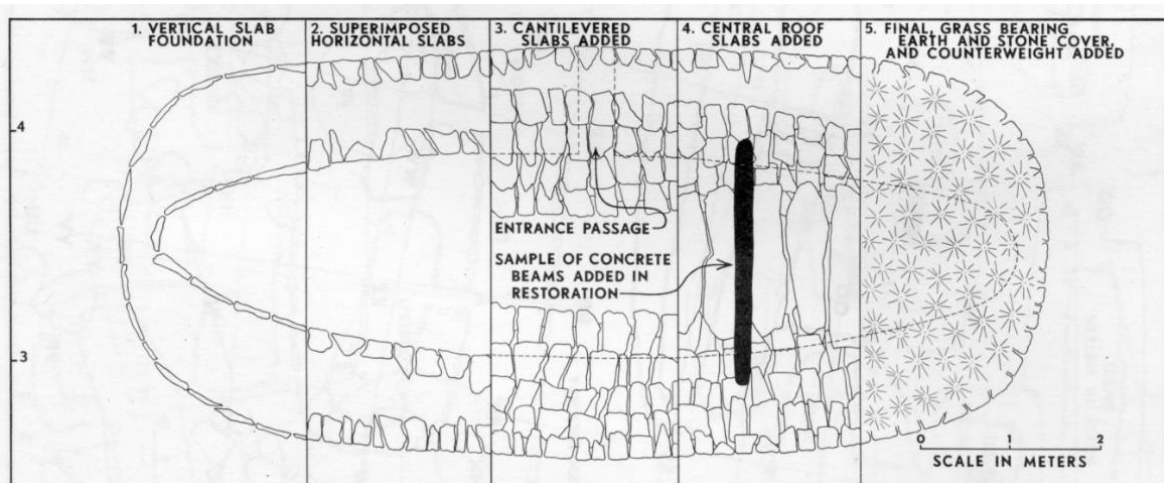 1. VERTICAL SLAB
FOUNDATION
2. SUPERIMPOSED
HORIZONTAL SLABS
3. CANTILEVERED
SLABS ADDED
4. CENTRAL ROOF
SLABS ADDED
5. FINAL, GRASS BEARING
EARTH AND STONE COVER,
AND COUNTERWEIGHT ADDED
4
ENTRANCE PASSAGE
SAMPLE OF CONCRETE
BEAMS ADDED IN
RESTORATION
3
0 1 2
SCALE IN METERS